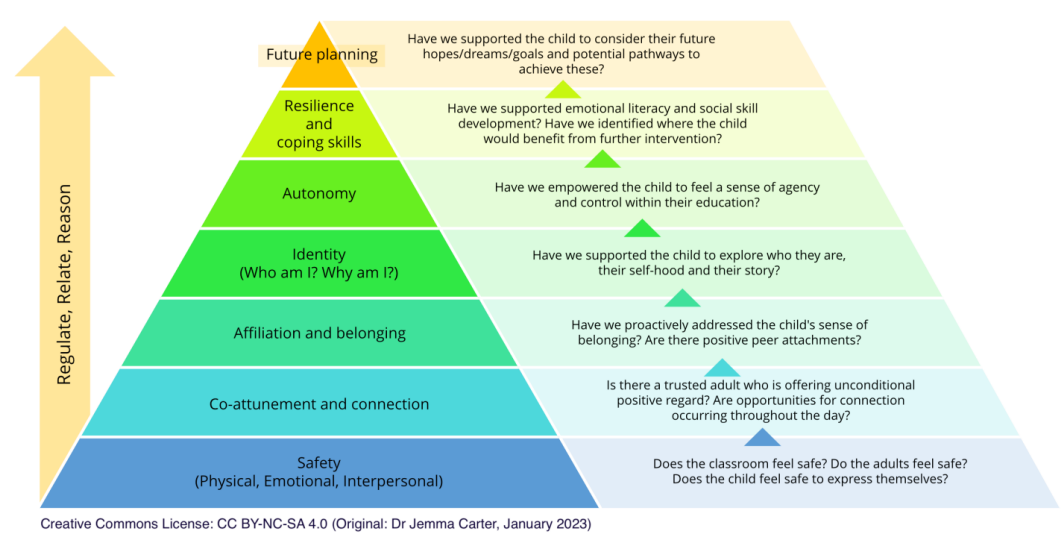 Future planning
Have we supported the child to consider their future
hopes/dreams/goals and potential pathways to
achieve these?
Resilience
and
coping skills
Have we supported emotional literacy and social skill
development? Have we identified where the child
would benefit from further intervention?
Autonomy
Have we empowered the child to feel a sense of agency
and control within their education?
Identity
(Who am I? Why am I?)
Have we supported the child to explore who they are,
their self-hood and their story?
Affiliation and belonging
Have we proactively addressed the child's sense of
belonging? Are there positive peer attachments?
Co-attunement and connection
Is there a trusted adult who is offering unconditional
positive regard? Are opportunities for connection
occurring throughout the day?
Safety
(Physical, Emotional, Interpersonal)
Does the classroom feel safe? Do the adults feel safe?
Does the child feel safe to express themselves?
Regulate, Relate, Reason
Creative Commons License: CC BY-NC-SA 4.0 (Original: Dr Jemma Carter, January 2023)